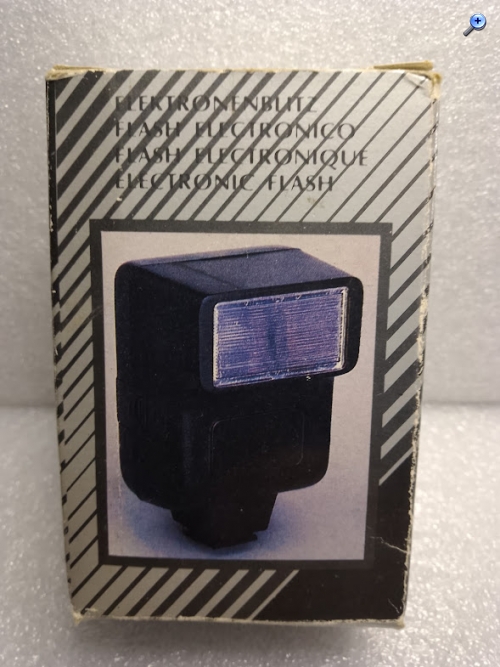 ELEKTRONENBLITZ
FLASH ELECTRONICO
FLASH ELECTRONIQUE
ELECTRONIC FLASH